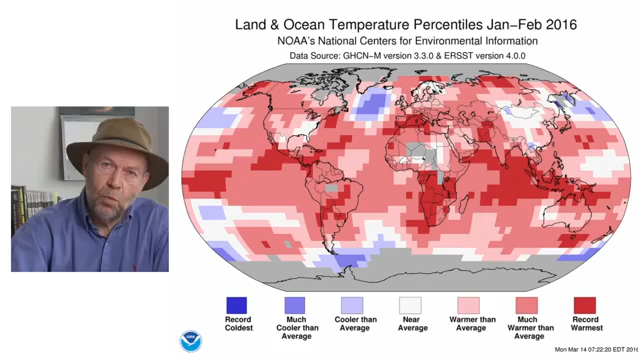 Land & Ocean Temperature Percentiles Jan–Feb 2016
NOAA's National Centers for Environmental Information
Data Source: GHCN–M version 3.3.0 & ERSST version 4.0.0
Record Coldest
Much Cooler than Average
Cooler than Average
Near Average
Warmer than Average
Much Warmer than Average
Record Warmest
NOAA
Mon Mar 14 07:22:20 EDT 2016